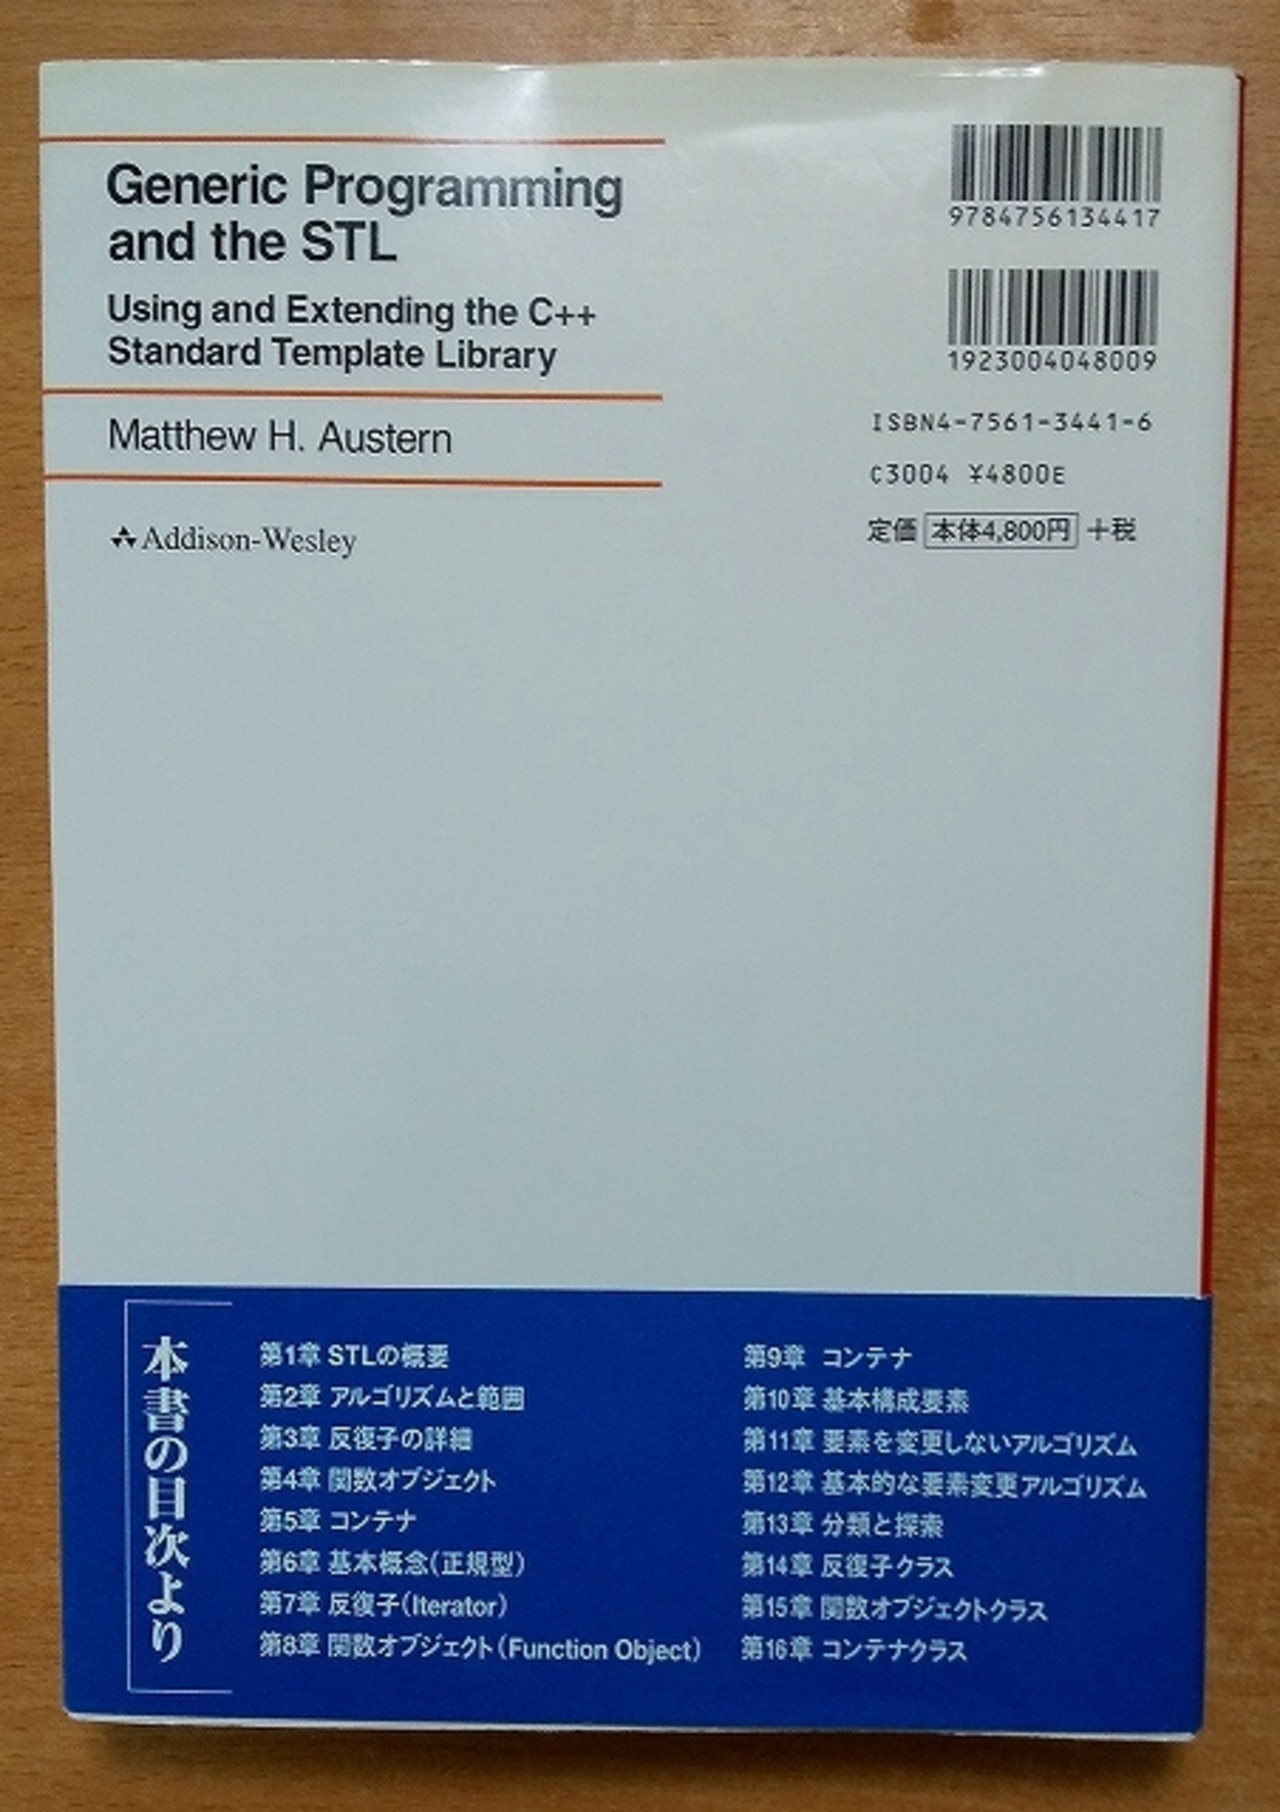 Generic Programming
and the STL
Using and Extending the C++
Standard Template Library
Matthew H. Austern
Addison-Wesley
9784756134417
1923004048009
ISBN4-7561-3441-6
C3004 ¥4800E
定価 本体4,800円 +税
本書の目次より
第1章 STLの概要
第2章 アルゴリズムと範囲
第3章 反復子の詳細
第4章 関数オブジェクト
第5章 コンテナ
第6章 基本概念(正規型)
第7章 反復子(Iterator)
第8章 関数オブジェクト(Function Object)
第9章 コンテナ
第10章 基本構成要素
第11章 要素を変更しないアルゴリズム
第12章 基本的な要素変更アルゴリズム
第13章 分類と探索
第14章 反復子クラス
第15章 関数オブジェクトクラス
第16章 コンテナクラス